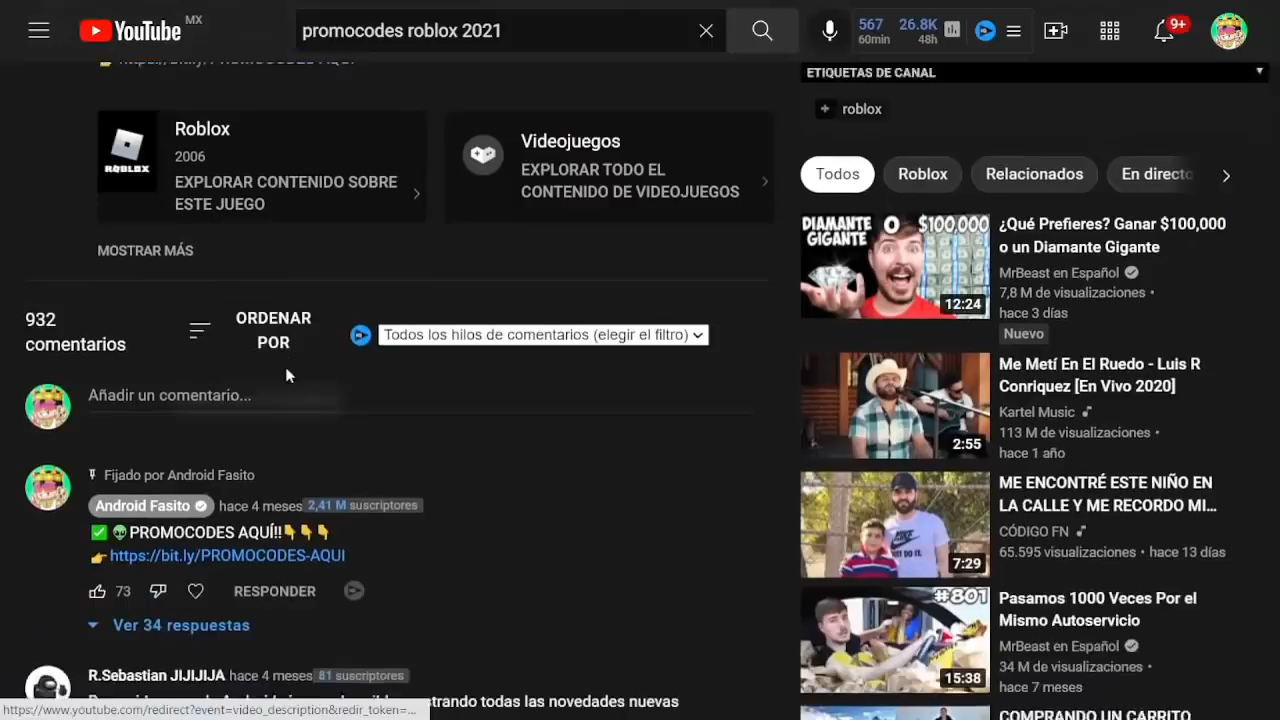 YouTube
MX
promocodes roblox 2021
567
60min
26.8K
48h
9+
Roblox
2006
EXPLORAR CONTENIDO SOBRE
ESTE JUEGO
ROBLOX
Videojuegos
EXPLORAR TODO EL
CONTENIDO DE VIDEOJUEGOS
MOSTRAR MÁS
932
comentarios
ORDENAR
POR
Todos los hilos de comentarios (elegir el filtro)
Añadir un comentario...
Fijado por Android Fasito
Android Fasito hace 4 meses 2,41 M suscriptores
PROMOCODES AQUÍ!!
https://bit.ly/PROMOCODES-AQUI
73
RESPONDER
Ver 34 respuestas
R.Sebastian JIJIJIJA hace 4 meses 81 suscriptores
strando todas las novedades nuevas
https://www.youtube.com/redirect?event=video_description&redir_token=...
ETIQUETAS DE CANAL
+ roblox
Todos
Roblox
Relacionados
En directo
DIAMANTE
GIGANTE
O
$100,000
12:24
¿Qué Prefieres? Ganar $100,000
o un Diamante Gigante
MrBeast en Español
7,8 M de visualizaciones •
hace 3 días
Nuevo
2:55
Me Metí En El Ruedo - Luis R
Conriquez [En Vivo 2020]
Kartel Music
113 M de visualizaciones •
hace 1 año
7:29
ME ENCONTRÉ ESTE NIÑO EN
LA CALLE Y ME RECORDO MI...
CÓDIGO FN
65.595 visualizaciones • hace 13 días
#801
15:38
Pasamos 1000 Veces Por el
Mismo Autoservicio
MrBeast en Español
34 M de visualizaciones •
hace 7 meses
COMPRANDO UN CARRITO